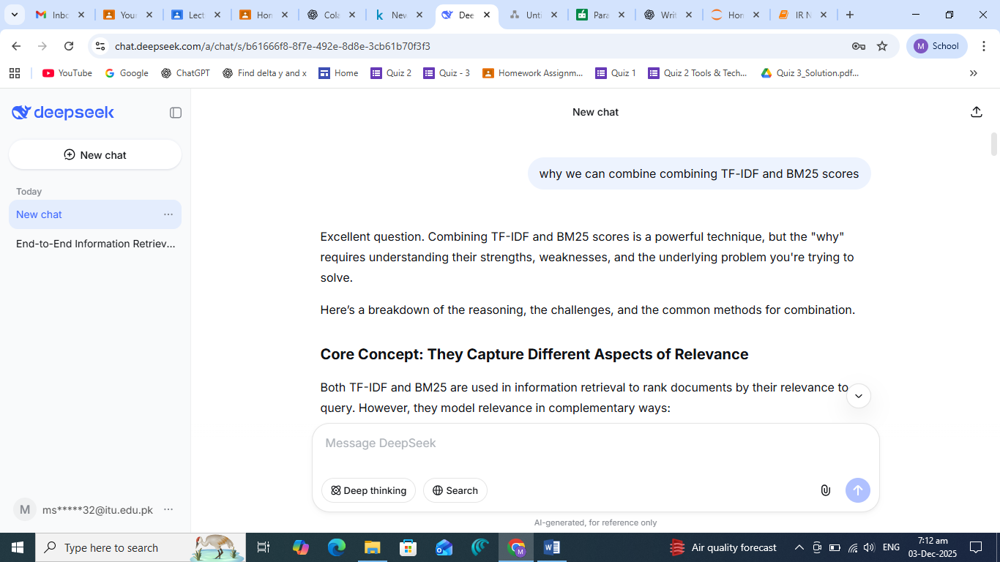 Inbc
Your
Lect
Hon
Cola
New
Dee
Unti
Para
Writ
Hon
IR N
chat.deepseek.com/a/chat/s/b61666f8-8f7e-492e-8d8e-3cb61b70f3f3
M School
YouTube Google ChatGPT Find delta y and x Home Quiz 2 Quiz - 3 Homework Assignm... Quiz 1 Quiz 2 Tools & Tech... Quiz 3_Solution.pdf...
deepseek
New chat
New chat
Today
New chat
End-to-End Information Retriev...
why we can combine combining TF-IDF and BM25 scores
Excellent question. Combining TF-IDF and BM25 scores is a powerful technique, but the "why"
requires understanding their strengths, weaknesses, and the underlying problem you're trying to
solve.
Here’s a breakdown of the reasoning, the challenges, and the common methods for combination.
Core Concept: They Capture Different Aspects of Relevance
Both TF-IDF and BM25 are used in information retrieval to rank documents by their relevance to
query. However, they model relevance in complementary ways:
Message DeepSeek
Deep thinking Search
AI-generated, for reference only
M ms*****32@itu.edu.pk
Type here to search
Air quality forecast
ENG
7:12 am
03-Dec-2025